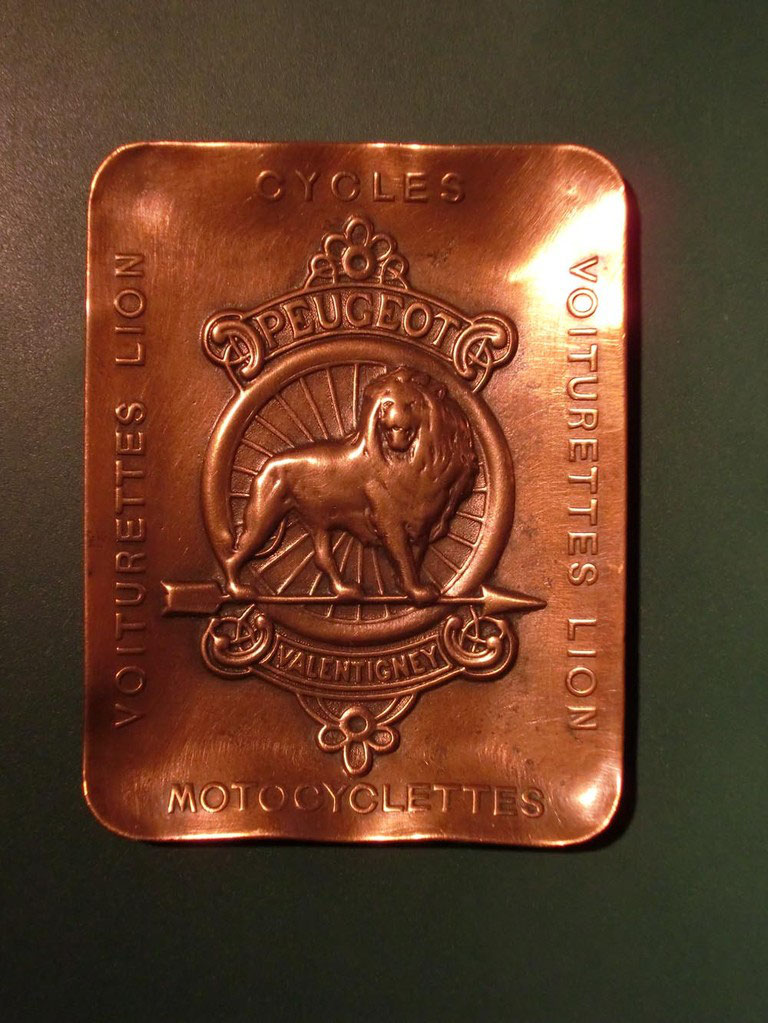 CYCLES
VOITURETTES LION
PEUGEOT
VOITURETTES LION
VALENTIGNEY
MOTOCYCLETTES